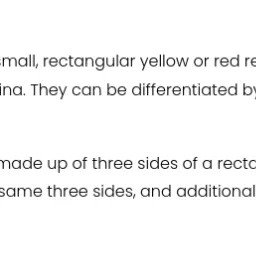 small, rectangular yellow or red re
ina. They can be differentiated by
made up of three sides of a recta
same three sides, and additional